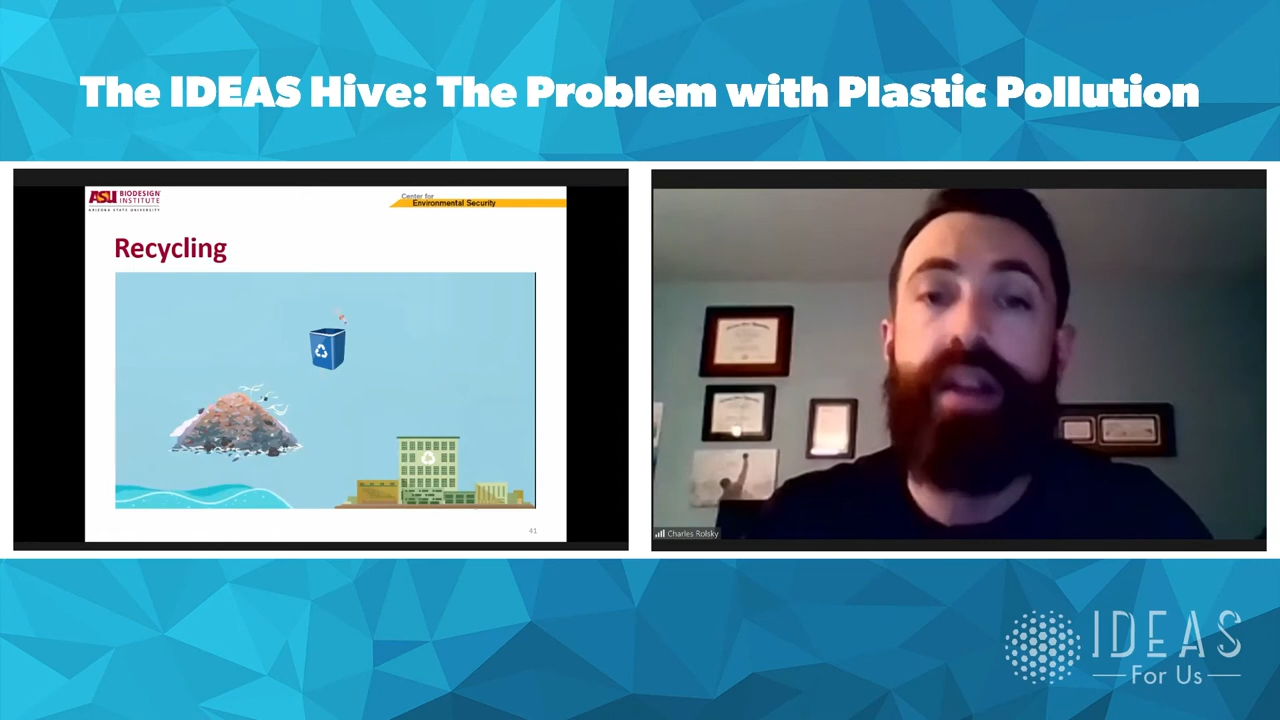 The IDEAS Hive: The Problem with Plastic Pollution
ASU BIODESIGN
INSTITUTE
ARIZONA STATE UNIVERSITY
Center for
Environmental Security
Recycling
41
Charles Rolsky
IDEAS
For Us